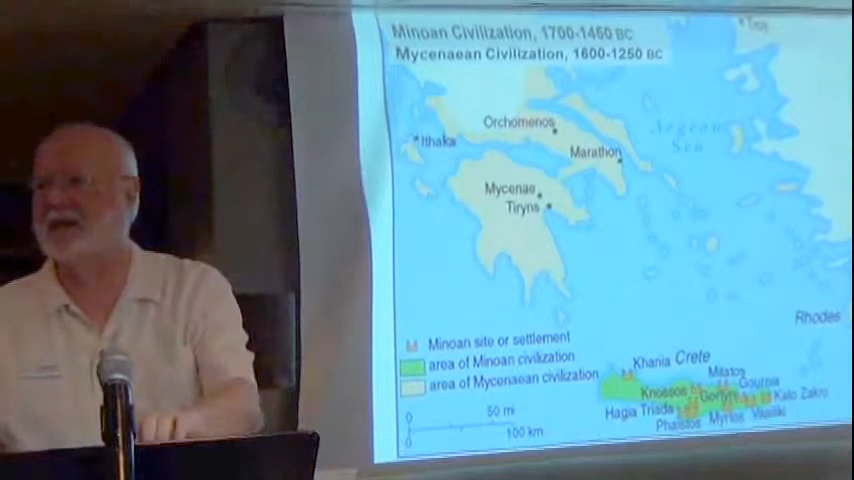 Minoan Civilization, 1700-1450 BC
Mycenaean Civilization, 1600-1250 BC
Troy
Orchomenos
Ithaka
Aegean
Sea
Marathon
Mycenae
Tiryns
Rhodes
M Minoan site or settlement
area of Minoan civilization
area of Mycenaean civilization
Khania Crete
Knossos
Gortyn
Gournia
Kato Zakro
Hagia Triada
Phaistos
Myrtos
Vasiliki
0 50 mi
0 100 km